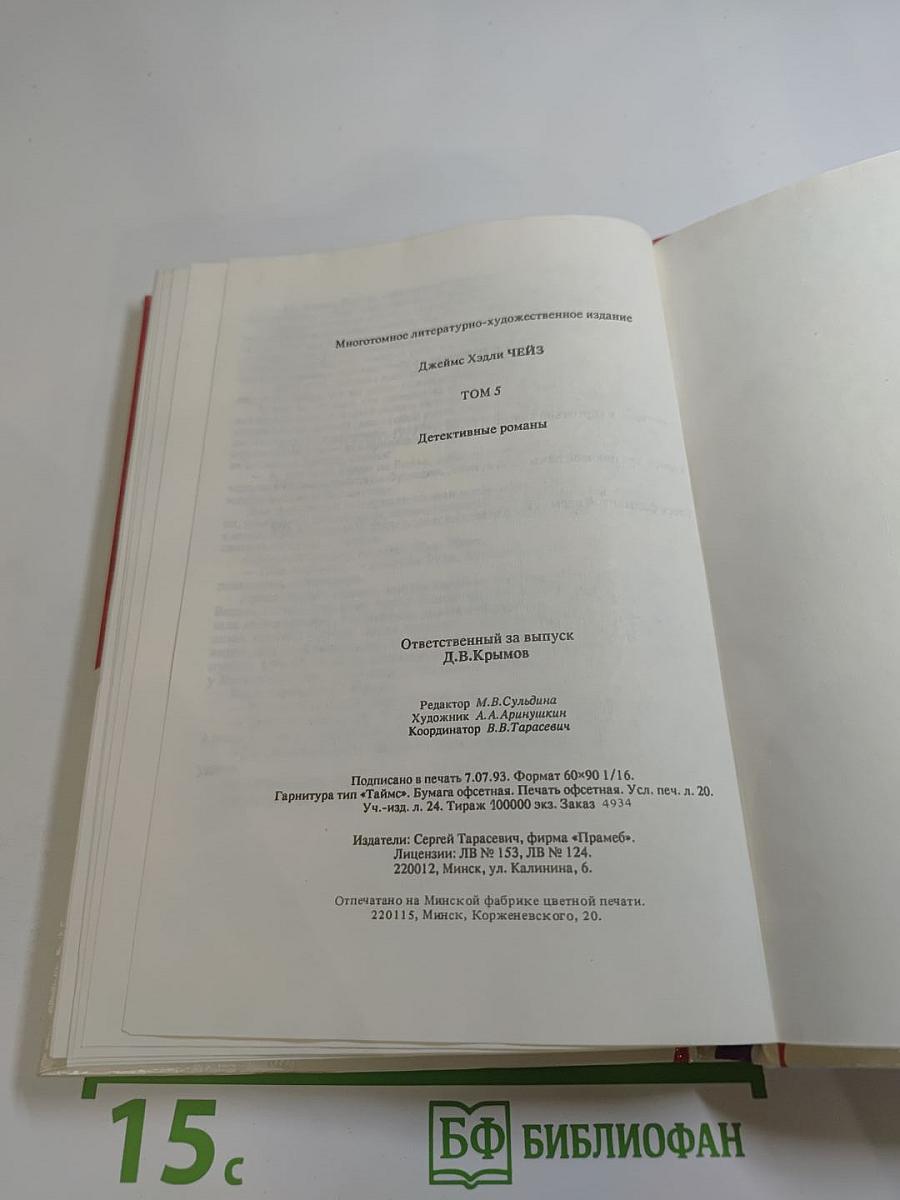 Многотомное литературно-художественное издание
Джеймс Хэдли ЧЕЙЗ
ТОМ 5
Детективные романы
Ответственный за выпуск
Д.В.Крымов
Редактор М.В.Сульдина
Художник А.А.Аринушкин
Координатор В.В.Тарасевич
Подписано в печать 7.07.93. Формат 60×90 1/16.
Гарнитура тип «Таймс». Бумага офсетная. Печать офсетная. Усл. печ. л. 20.
Уч.-изд. л. 24. Тираж 100000 экз. Заказ 4934
Издатели: Сергей Тарасевич, фирма «Прамеб».
Лицензии: ЛВ № 153, ЛВ № 124.
220012, Минск, ул. Калинина, 6.
Отпечатано на Минской фабрике цветной печати.
220115, Минск, Корженевского, 20.
15 с
БФ БИБЛИОФАН